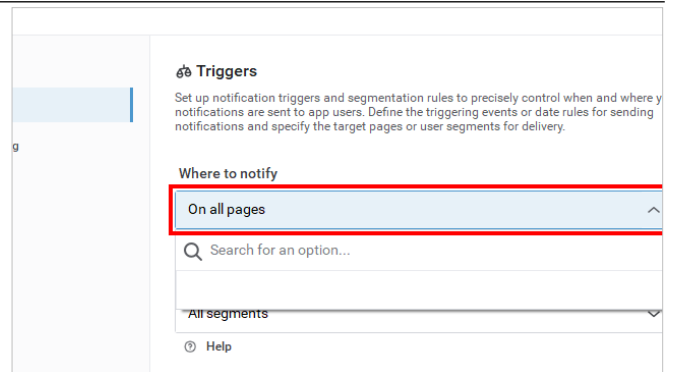 Triggers
Set up notification triggers and segmentation rules to precisely control when and where y
notifications are sent to app users. Define the triggering events or date rules for sending
notifications and specify the target pages or user segments for delivery.
g
Where to notify
On all pages
Search for an option...
All segments
Help